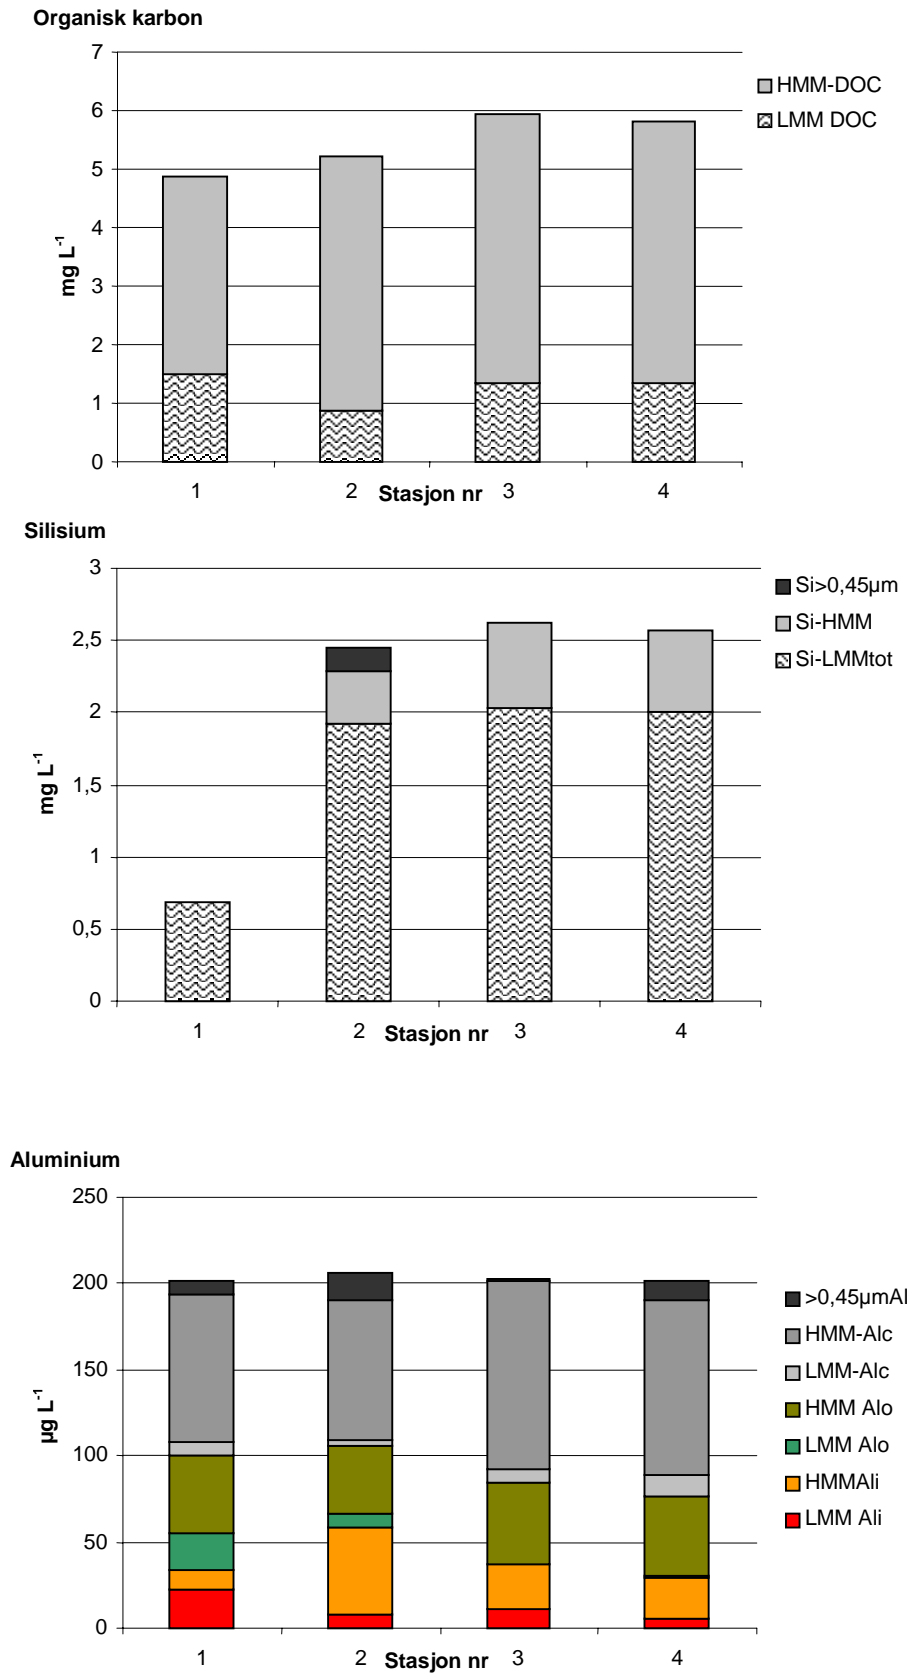 Organisk karbon
7
6
5
4
3
2
1
0
mg L-1
HMM-DOC
LMM DOC
1 2 Stasjon nr 3 4
Silisium
3
2,5
2
1,5
1
0,5
0
mg L-1
Si>0,45µm
Si-HMM
Si-LMMtot
1 2 Stasjon nr 3 4
Aluminium
250
200
150
100
50
0
µg L-1
>0,45µmAl
HMM-Alc
LMM-Alc
HMM Alo
LMM Alo
HMMAli
LMM Ali
1 2 Stasjon nr 3 4